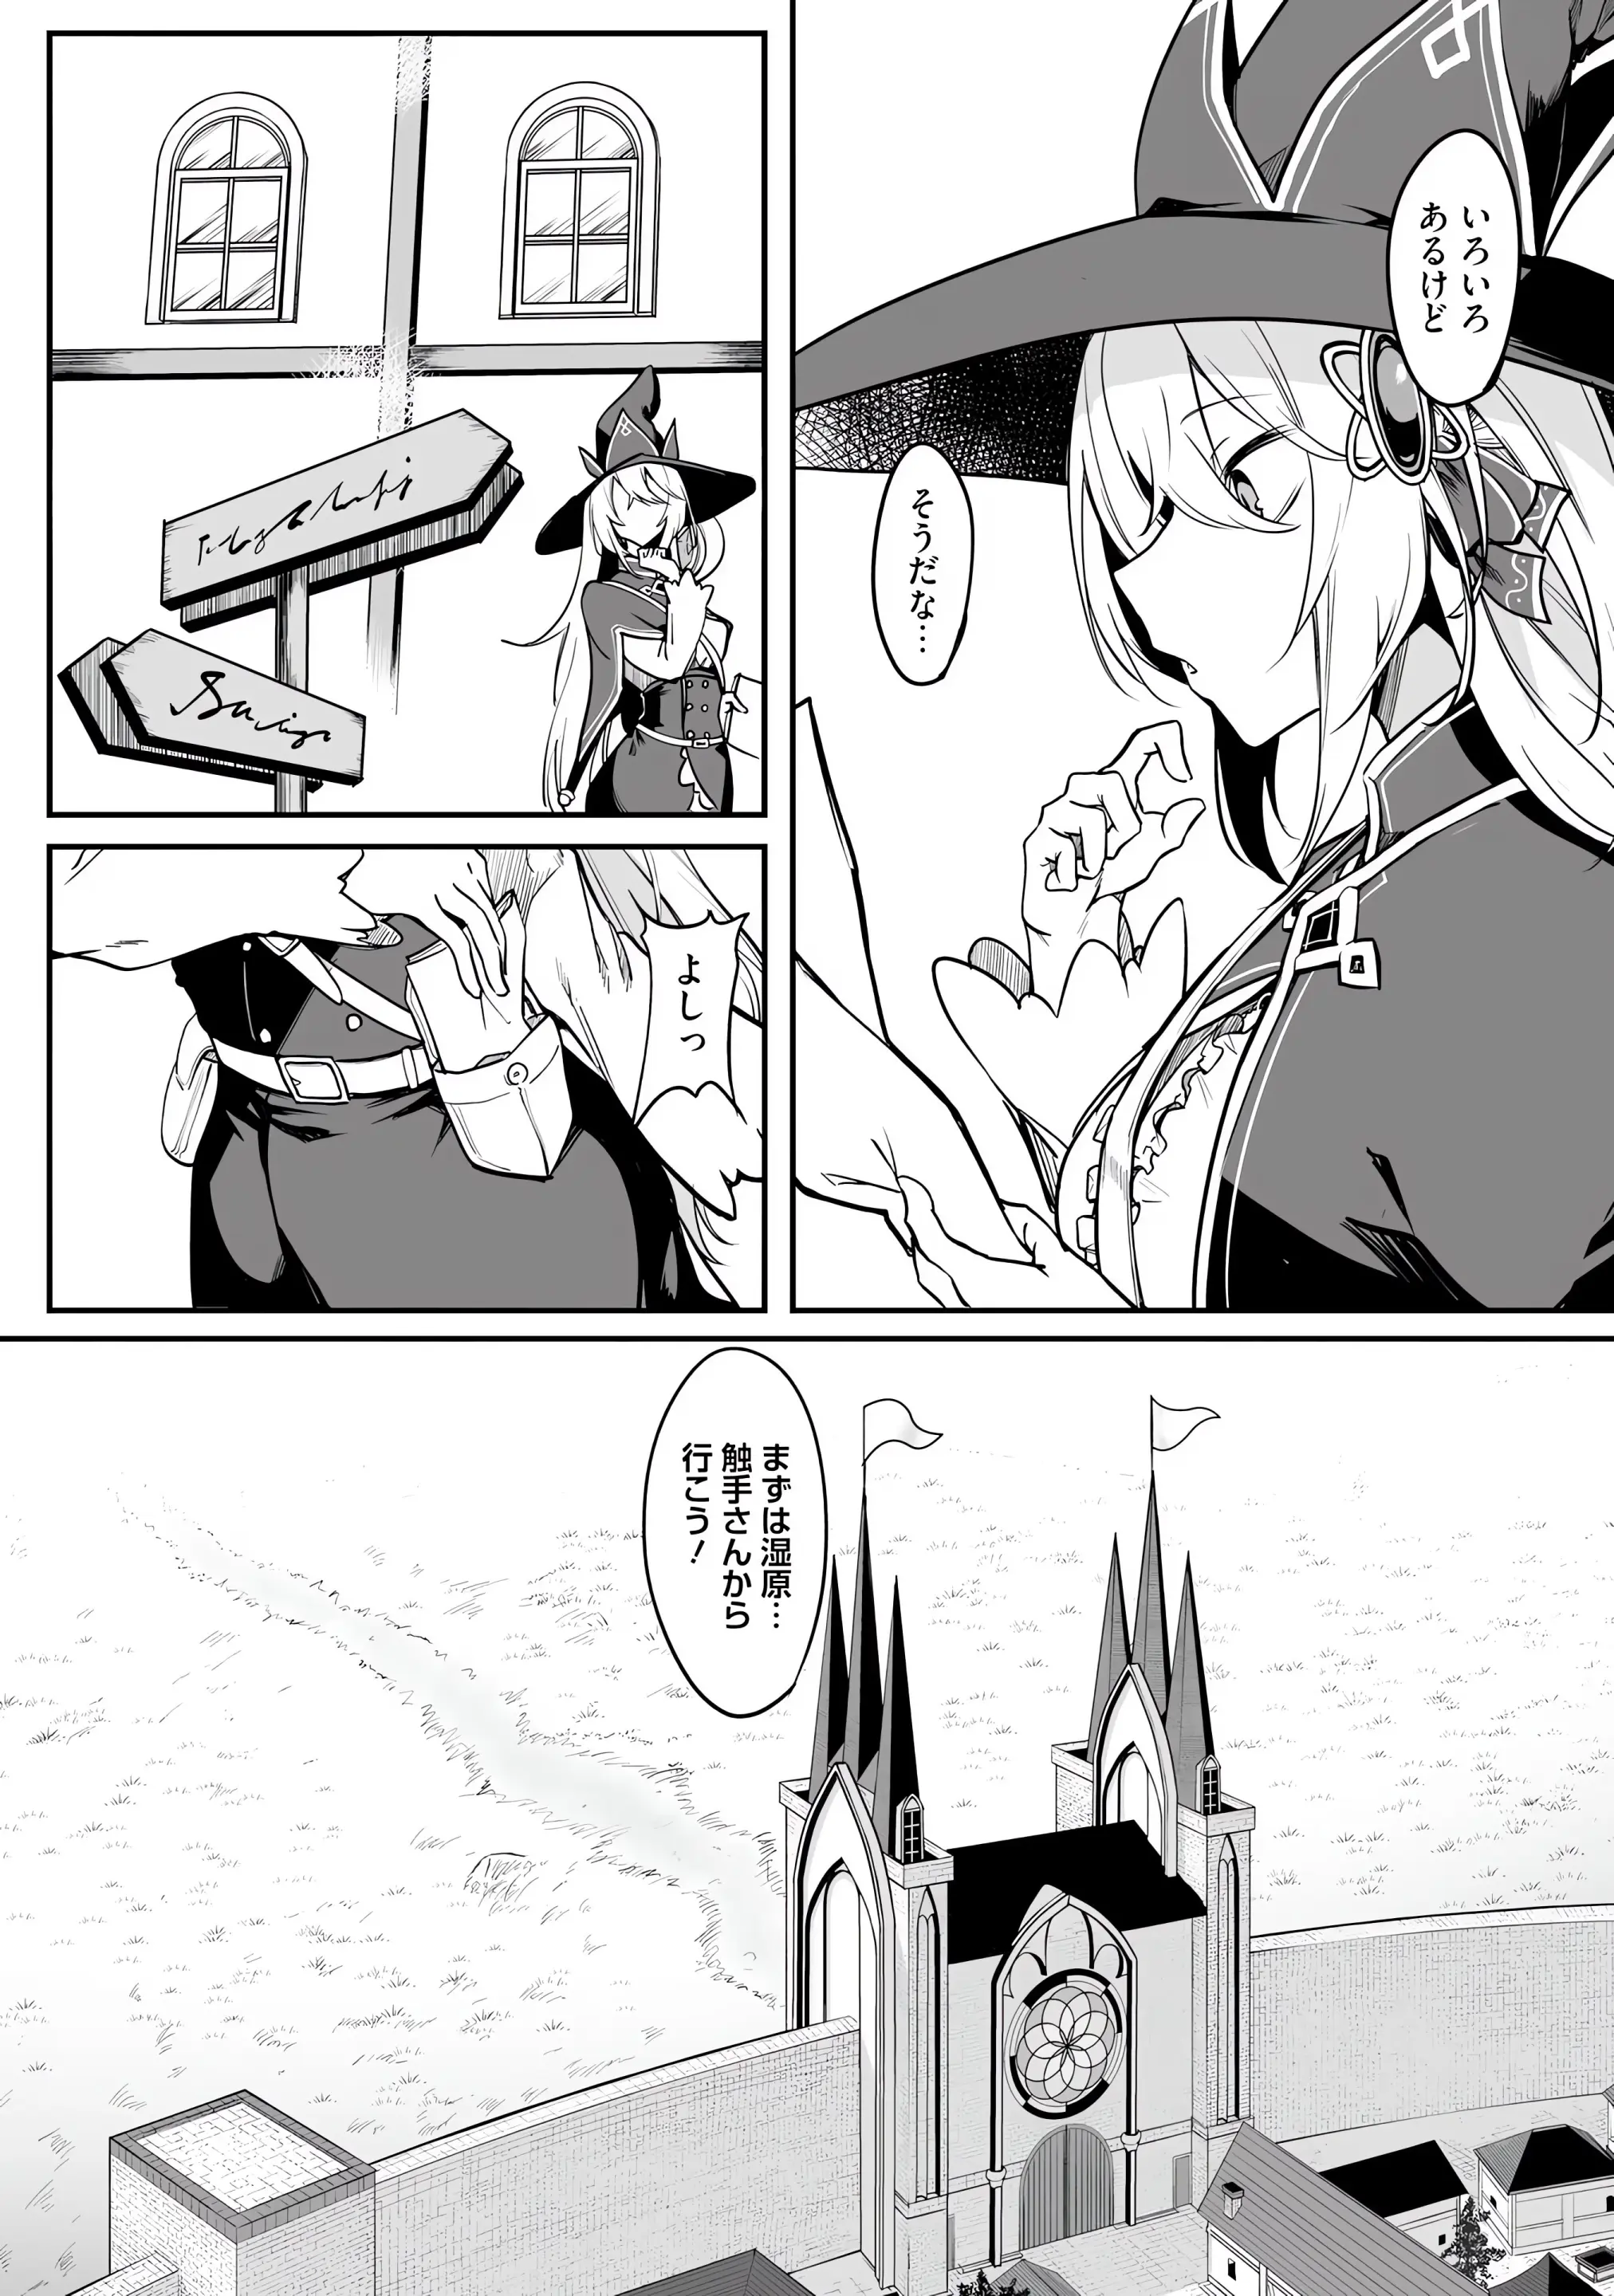 いろいろ
あるけど
そうだな…
よしっ
まずは湿原…
触手さんから
行こう！